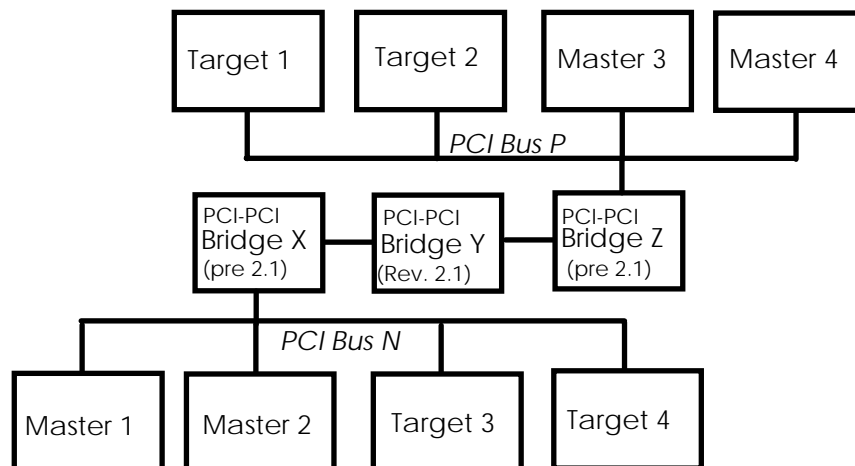 Target 1
Target 2
Master 3
Master 4
PCI Bus P
PCI-PCI
Bridge X
(pre 2.1)
PCI-PCI
Bridge Y
(Rev. 2.1)
PCI-PCI
Bridge Z
(pre 2.1)
PCI Bus N
Master 1
Master 2
Target 3
Target 4